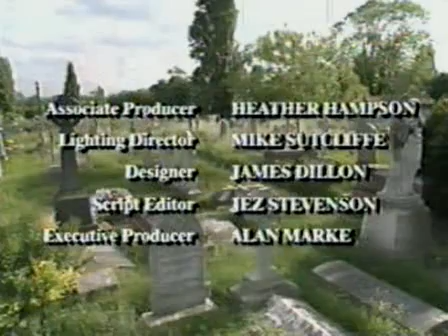 Associate Producer HEATHER HAMPSON
Lighting Director MIKE SUTCLIFFE
Designer JAMES DILLON
Script Editor JEZ STEVENSON
Executive Producer ALAN MARKE